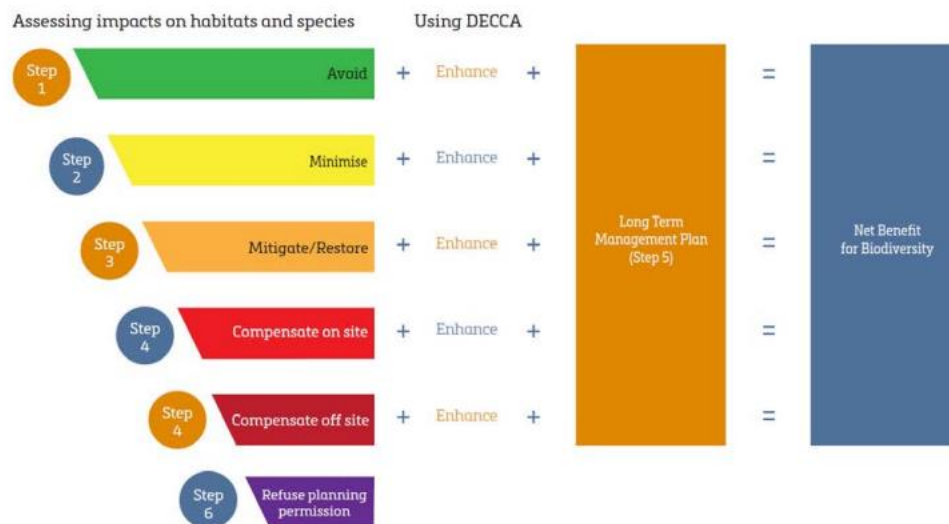 Assessing impacts on habitats and species
Using DECCA
Step
1
Avoid
+ Enhance + =
Step
2
Minimise
+ Enhance + =
Step
3
Mitigate/Restore
+ Enhance + =
Long Term
Management Plan
(Step 5)
Net Benefit
for Biodiversity
Step
4
Compensate on site
+ Enhance + =
Step
4
Compensate off site
+ Enhance + =
Step
6
Refuse planning
permission